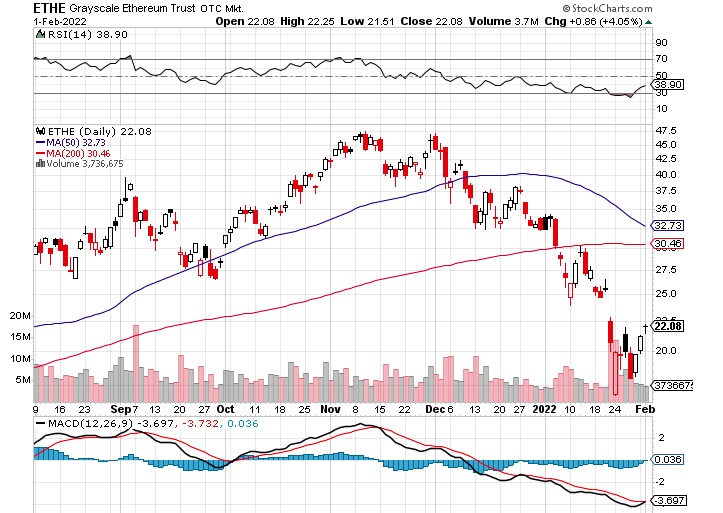 ETHE Grayscale Ethereum Trust OTC Mkt. © StockCharts.com
1-Feb-2022 Open 22.08 High 22.25 Low 21.51 Close 22.08 Volume 3.7M Chg +0.86 (+4.05%)
RSI(14) 38.90
90
70
50
38.90
30
10
ETHE (Daily) 22.08
MA(50) 32.73
MA(200) 30.46
Volume 3,736,675
47.5
45.0
42.5
40.0
37.5
35.0
32.73
30.46
27.5
25.0
22.08
20.0
20M
15M
10M
5M
3736675
9 16 23 Sep 7 13 20 27 Oct 11 18 25 Nov 8 15 22 Dec 6 13 20 27 2022 10 18 24 Feb
MACD(12,26,9) -3.697, -3.732, 0.036
2
0.036
-2
-3.697